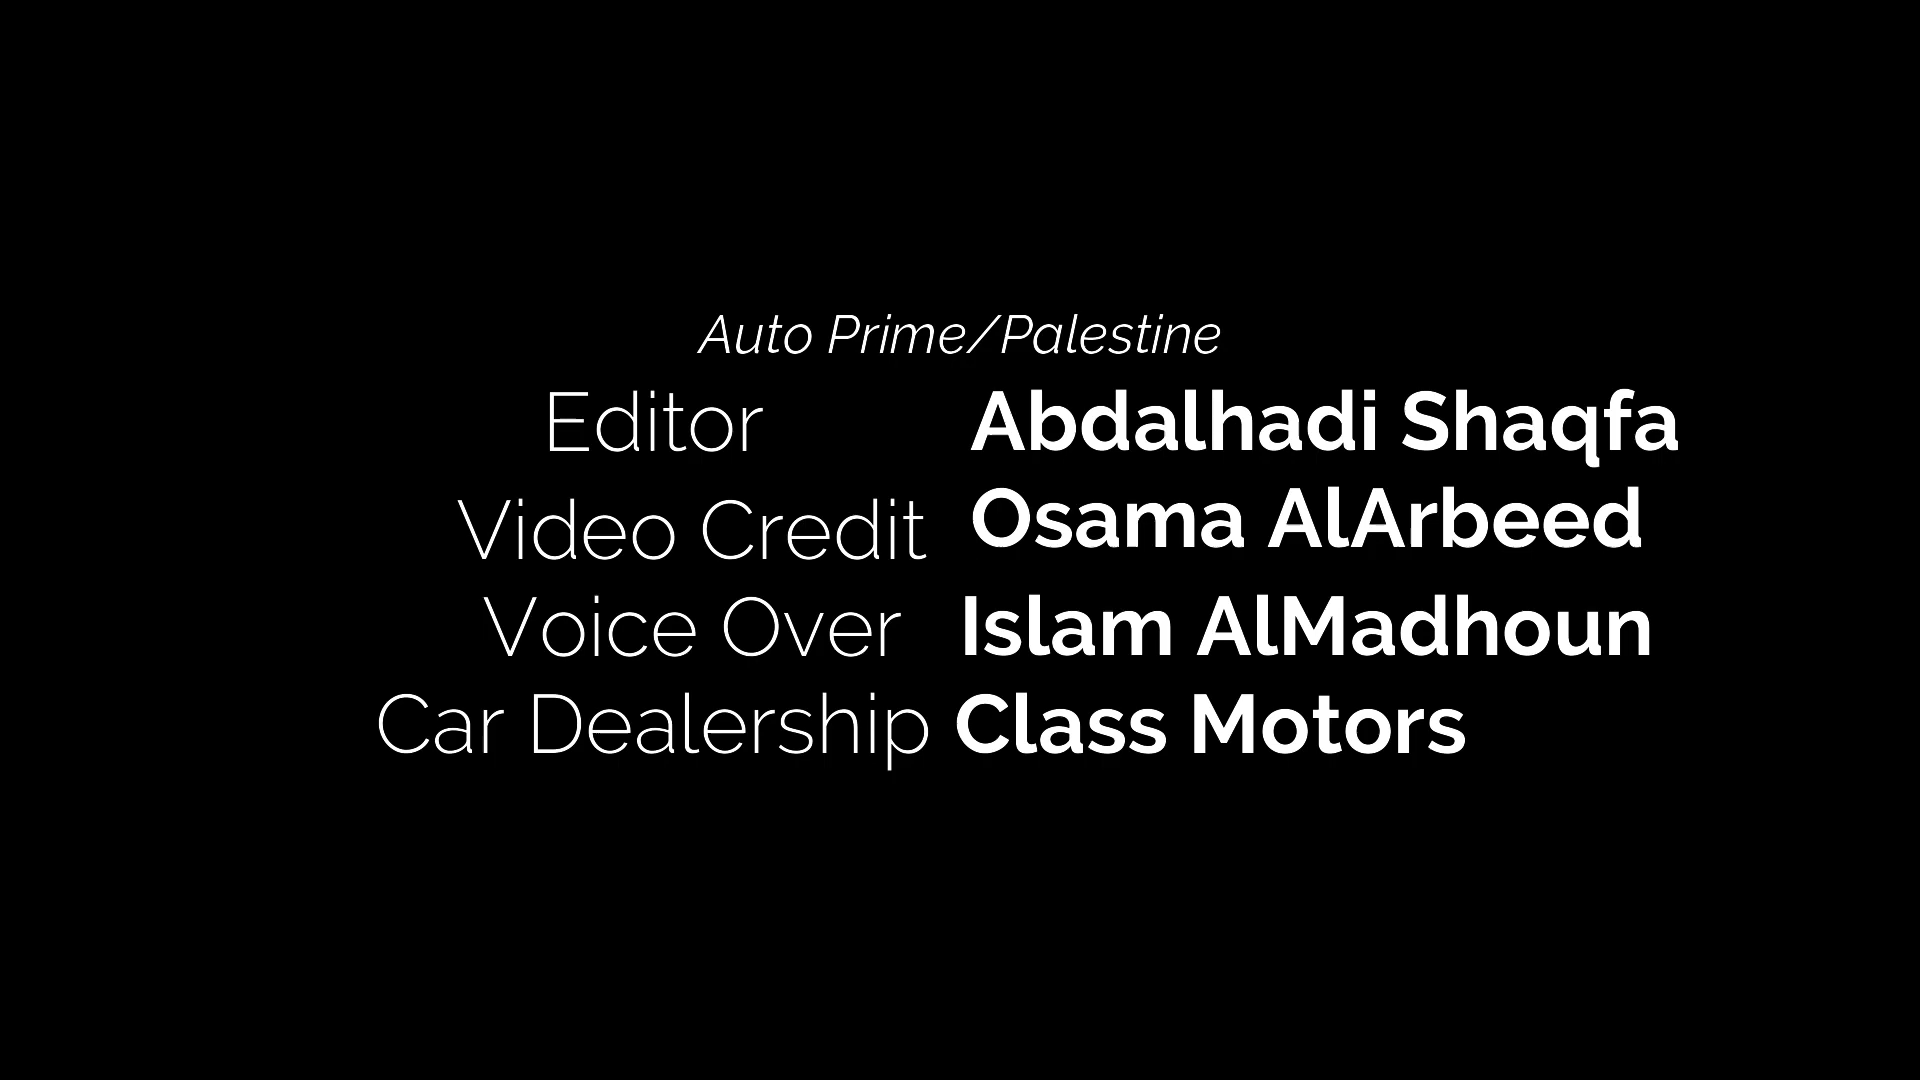 Auto Prime/Palestine
Editor Abdalhadi Shaqfa
Video Credit Osama AlArbeed
Voice Over Islam AlMadhoun
Car Dealership Class Motors